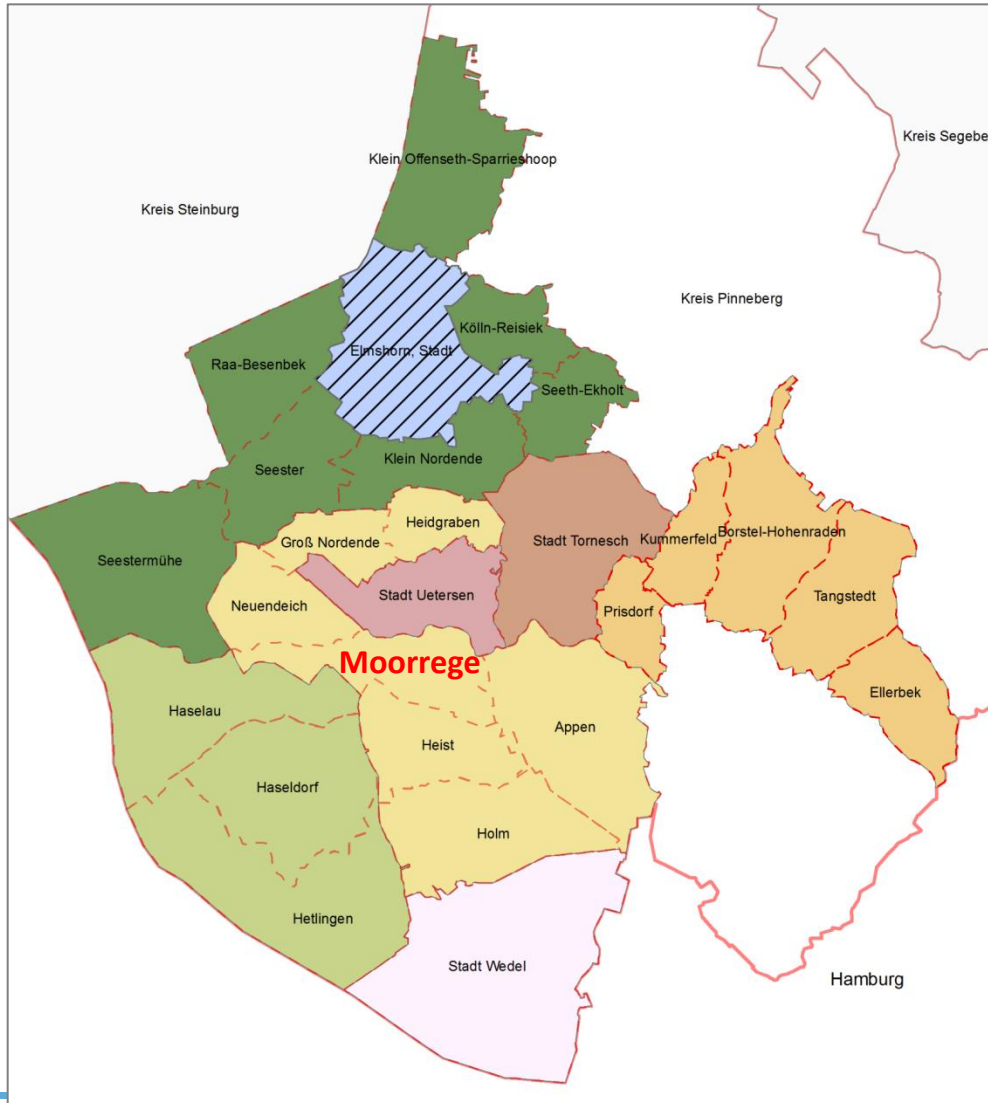 Klein Offenseth-Sparrieshoop
Kreis Segebe
Kreis Steinburg
Kreis Pinneberg
Kölln-Reisiek
Elmshorn, Stadt
Raa-Besenbek
Seeth-Ekholt
Klein Nordende
Seester
Heidgraben
Groß Nordende
Stadt Tornesch
Kummerfeld
Borstel-Hohenraden
Seestermühe
Stadt Uetersen
Tangstedt
Neuendeich
Prisdorf
Moorrege
Ellerbek
Haselau
Appen
Heist
Haseldorf
Holm
Hetlingen
Stadt Wedel
Hamburg